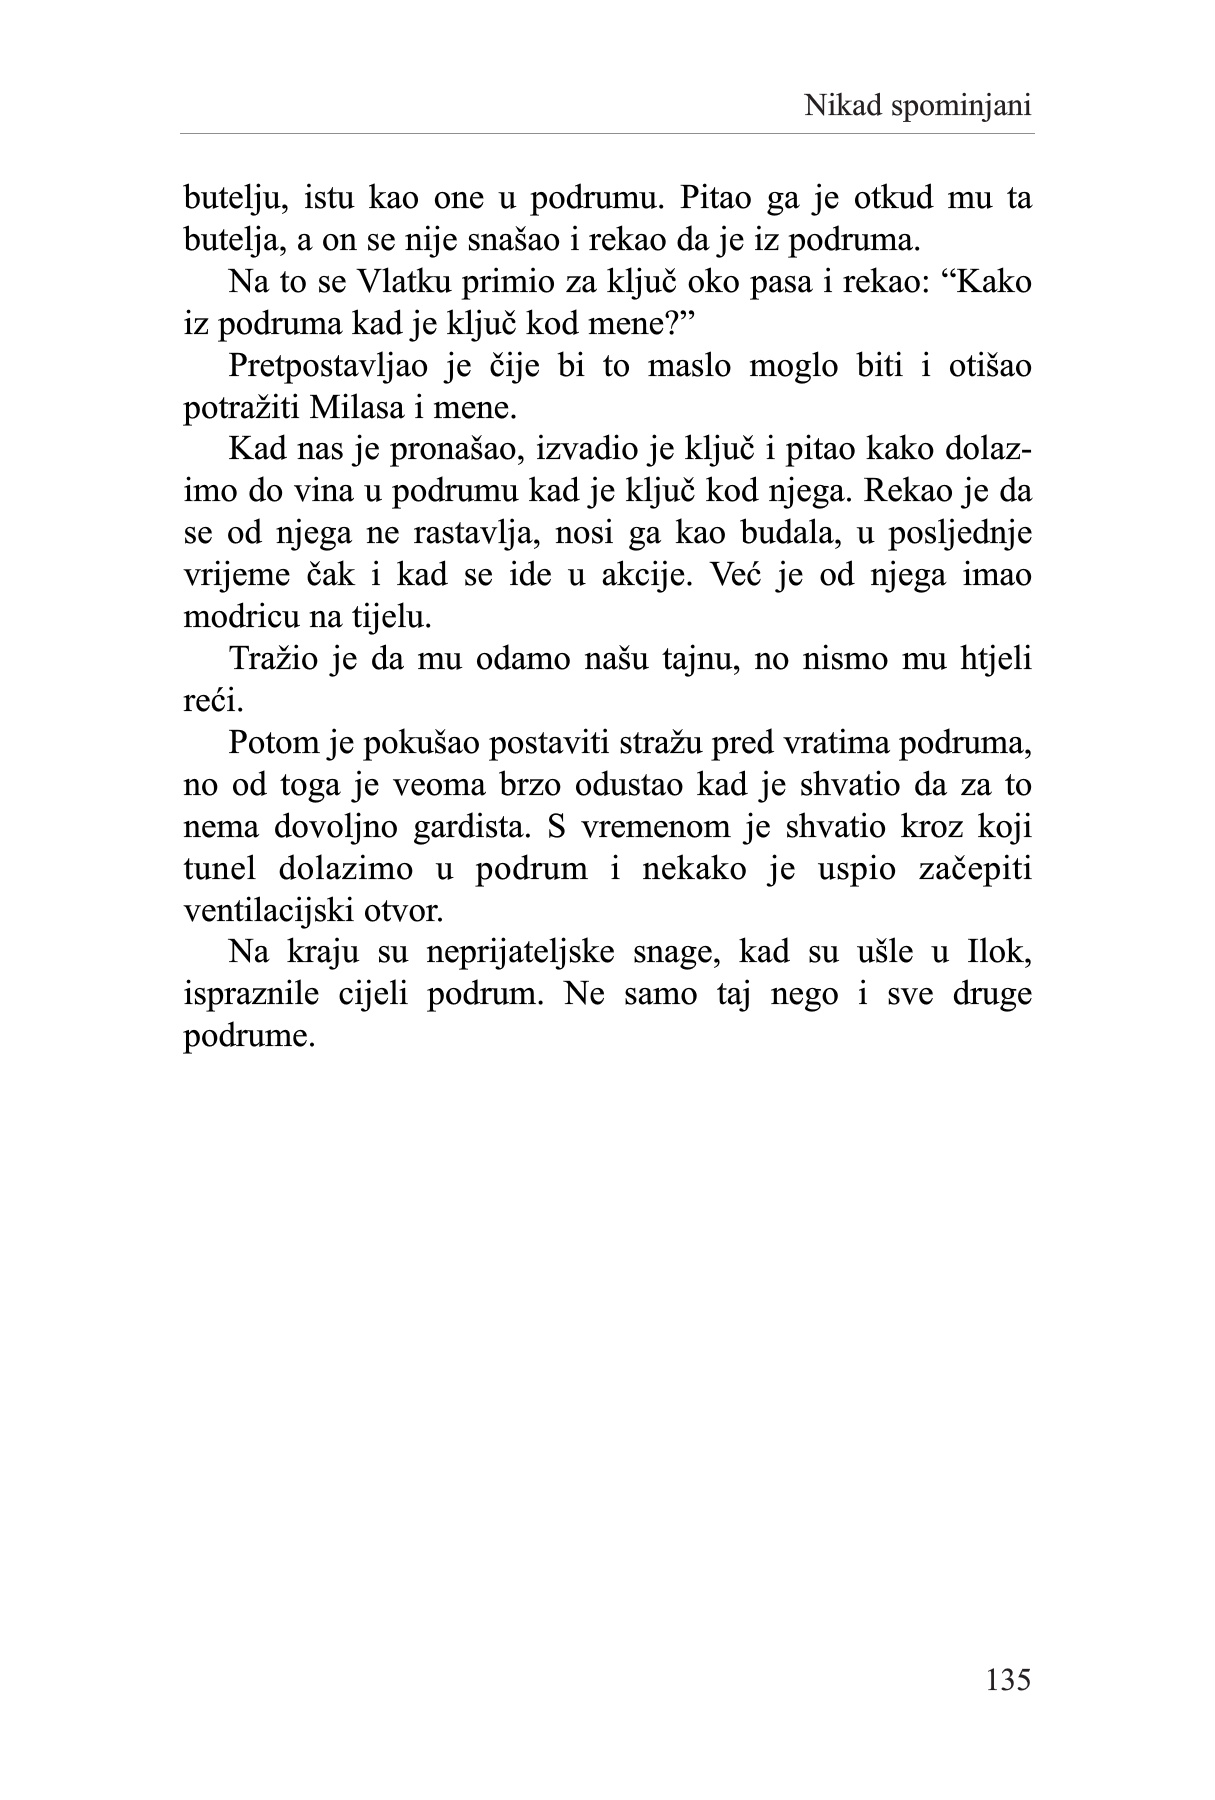 Nikad spominjani
butelju, istu kao one u podrumu. Pitao ga je otkud mu ta
butelja, a on se nije snašao i rekao da je iz podruma.
Na to se Vlatku primio za ključ oko pasa i rekao: “Kako
iz podruma kad je ključ kod mene?”
Pretpostavljao je čije bi to maslo moglo biti i otišao
potražiti Milasa i mene.
Kad nas je pronašao, izvadio je ključ i pitao kako dolaz-
imo do vina u podrumu kad je ključ kod njega. Rekao je da
se od njega ne rastavlja, nosi ga kao budala, u posljednje
vrijeme čak i kad se ide u akcije. Već je od njega imao
modricu na tijelu.
Tražio je da mu odamo našu tajnu, no nismo mu htjeli
reći.
Potom je pokušao postaviti stražu pred vratima podruma,
no od toga je veoma brzo odustao kad je shvatio da za to
nema dovoljno gardista. S vremenom je shvatio kroz koji
tunel dolazimo u podrum i nekako je uspio začepiti
ventilacijski otvor.
Na kraju su neprijateljske snage, kad su ušle u Ilok,
ispraznile cijeli podrum. Ne samo taj nego i sve druge
podrume.
135